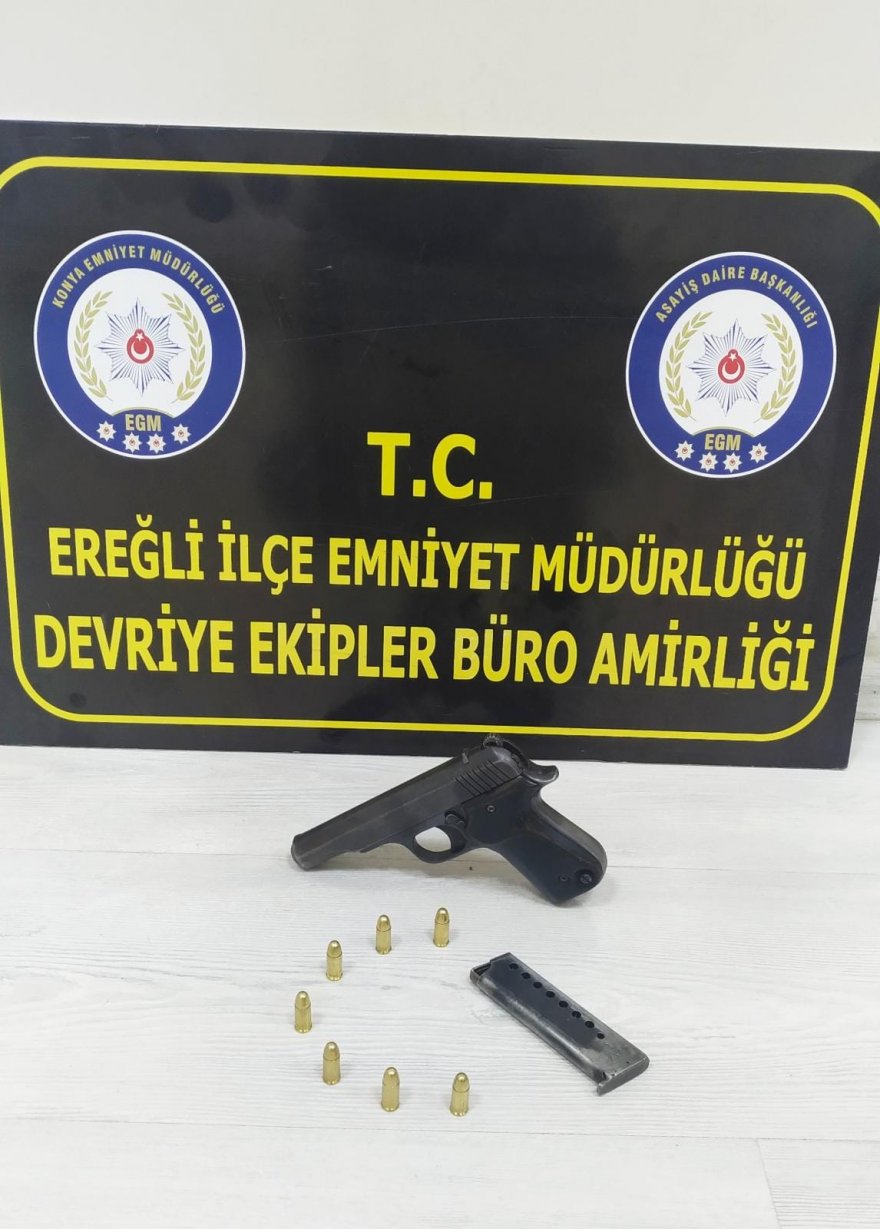 KONYA EMNİYET MÜDÜRLÜĞÜ
EGM
ASAYİŞ DAİRE BAŞKANLIĞI
EGM
T.C.
EREĞLİ İLÇE EMNİYET MÜDÜRLÜĞÜ
DEVRİYE EKİPLER BÜRO AMİRLİĞİ